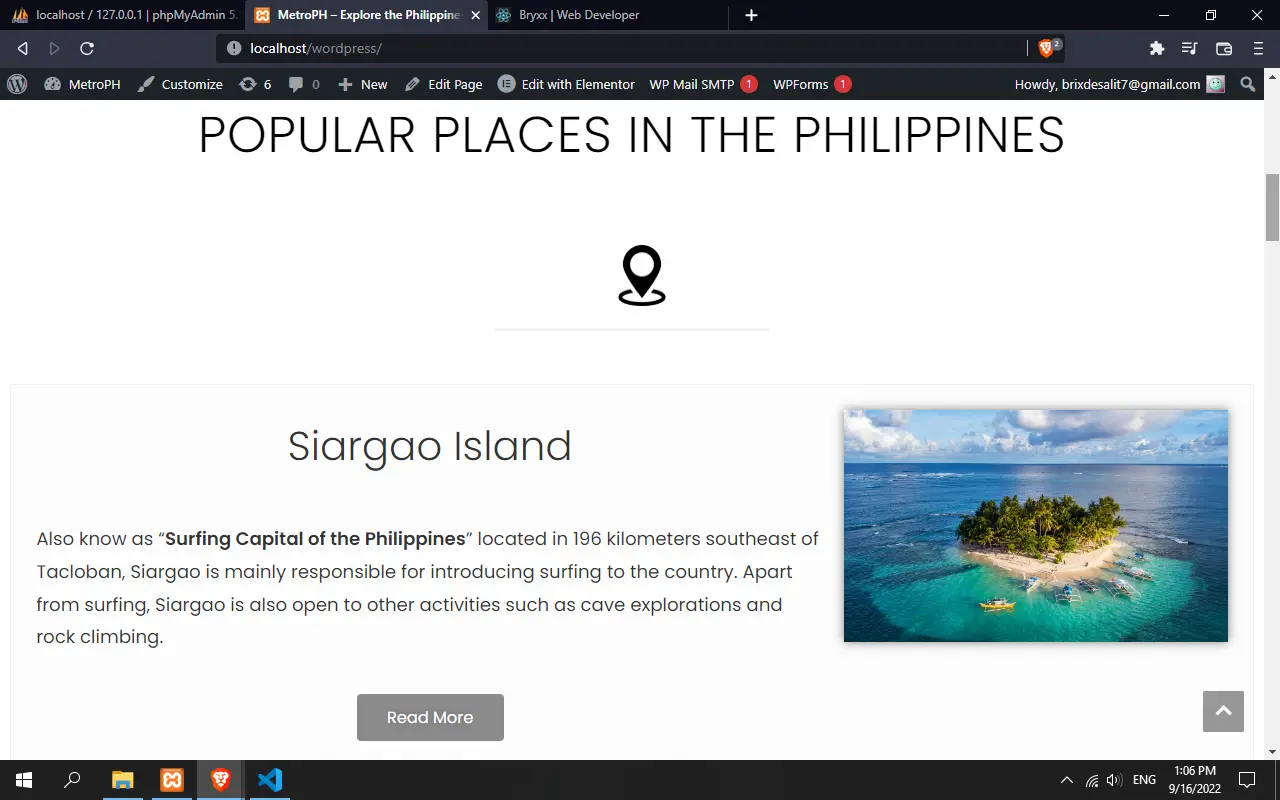 localhost / 127.0.0.1 | phpMyAdmin 5.
MetroPH – Explore the Philippine
Bryxx | Web Developer
localhost/wordpress/
2
MetroPH
Customize
6
0
New
Edit Page
Edit with Elementor
WP Mail SMTP 1
WPForms 1
Howdy, brixdesalit7@gmail.com
POPULAR PLACES IN THE PHILIPPINES
Siargao Island
Also know as “Surfing Capital of the Philippines” located in 196 kilometers southeast of
Tacloban, Siargao is mainly responsible for introducing surfing to the country. Apart
from surfing, Siargao is also open to other activities such as cave explorations and
rock climbing.
Read More
ENG
1:06 PM
9/16/2022